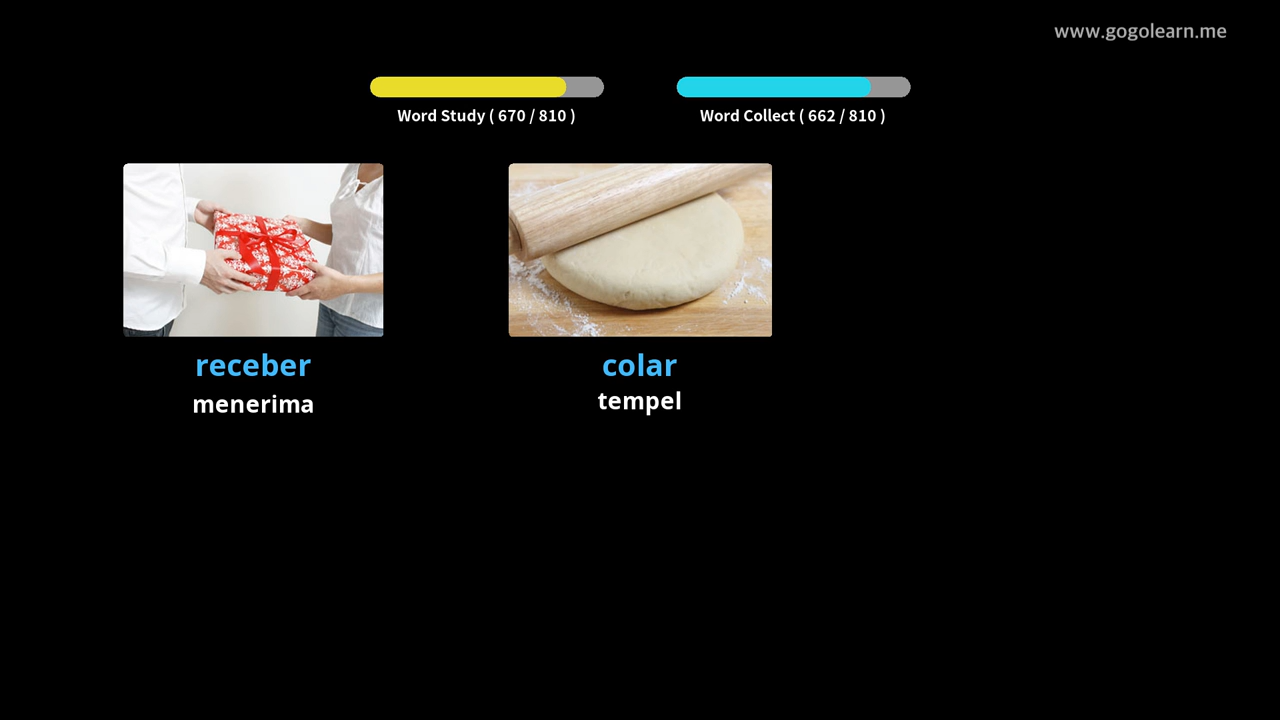 www.gogolearn.me
Word Study ( 670 / 810 )
Word Collect ( 662 / 810 )
receber
menerima
colar
tempel